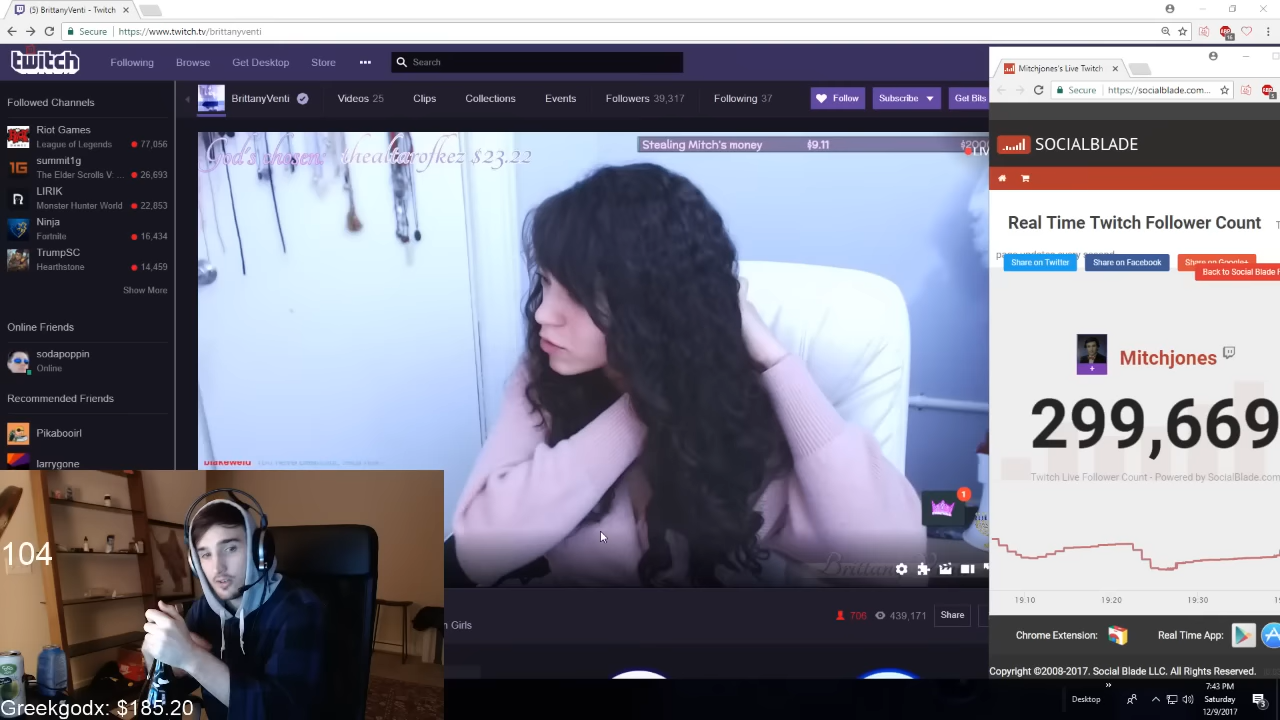 (5) BrittanyVenti - Twitch
Secure
https://www.twitch.tv/brittanyventi
twitch
Following
Browse
Get Desktop
Store
Search
Followed Channels
Riot Games
League of Legends
77,056
summit1g
The Elder Scrolls V: ...
26,693
LIRIK
Monster Hunter World
22,853
Ninja
Fortnite
16,434
TrumpSC
Hearthstone
14,459
Show More
Online Friends
sodapoppin
Online
Recommended Friends
Pikabooirl
larrygone
BrittanyVenti
Videos 25
Clips
Collections
Events
Followers 39,317
Following 37
Follow
Subscribe
Get Bits
God's chosen
thealtarofkez $23.22
Stealing Mitch's money
$9.11
LIV
blakeweld
1
n Girls
706
439,171
Share
104
Greekgodx: $185.20
Mitchjones's Live Twitch
Secure
https://socialblade.com...
SOCIALBLADE
Real Time Twitch Follower Count
Share on Twitter
Share on Facebook
Share on Google+
Back to Social Blade
Mitchjones
299,669
Twitch Live Follower Count - Powered by SocialBlade.com
19:10
19:20
19:30
Chrome Extension:
Real Time App:
Copyright ©2008-2017. Social Blade LLC. All Rights Reserved.
Desktop
7:43 PM
Saturday
12/9/2017
3